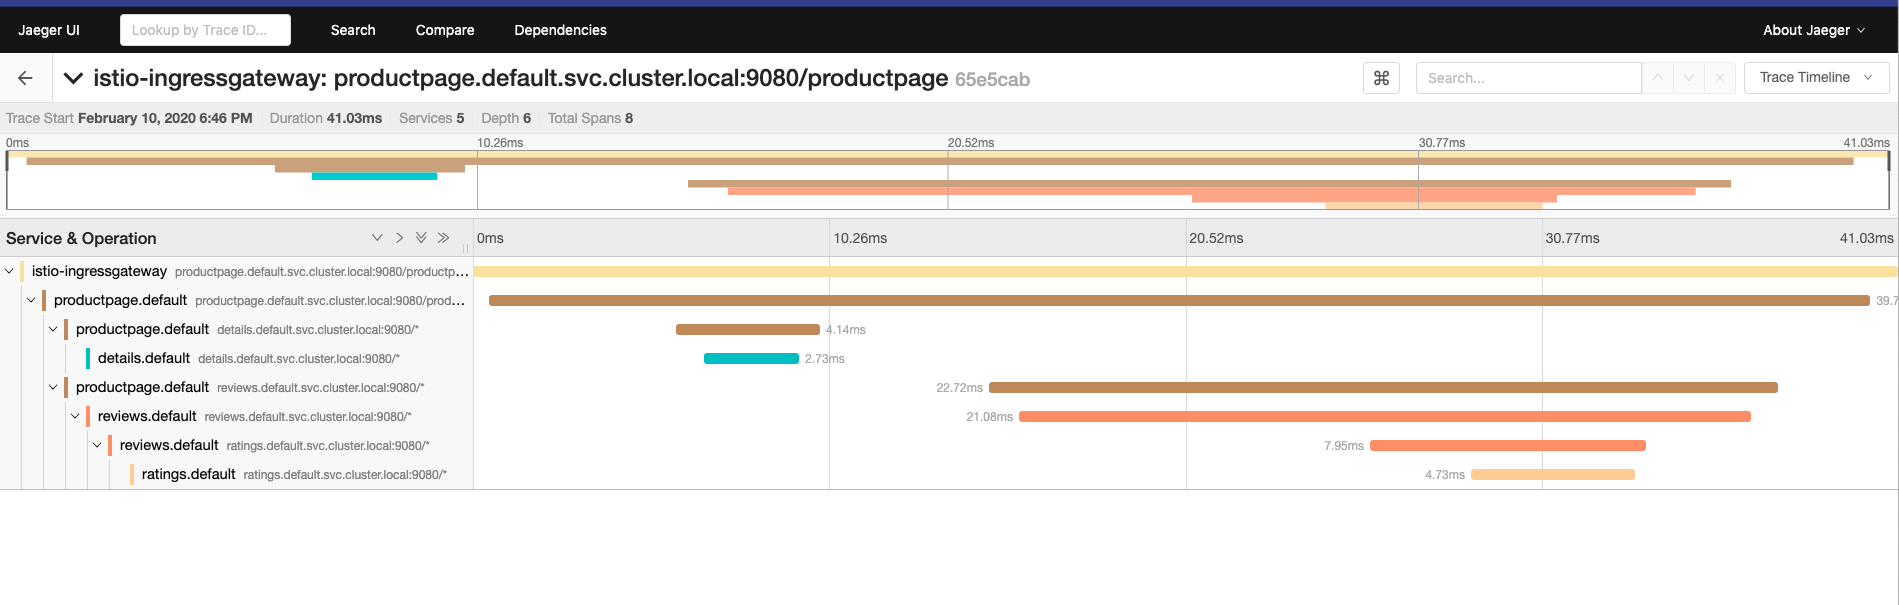 Jaeger UI Lookup by Trace ID... Search Compare Dependencies About Jaeger
istio-ingressgateway: productpage.default.svc.cluster.local:9080/productpage 65e5cab Search... Trace Timeline
Trace Start February 10, 2020 6:46 PM Duration 41.03ms Services 5 Depth 6 Total Spans 8
0ms 10.26ms 20.52ms 30.77ms 41.03ms
Service & Operation 0ms 10.26ms 20.52ms 30.77ms 41.03ms
istio-ingressgateway productpage.default.svc.cluster.local:9080/productp...
productpage.default productpage.default.svc.cluster.local:9080/prod... 39.7
productpage.default details.default.svc.cluster.local:9080/* 4.14ms
details.default details.default.svc.cluster.local:9080/* 2.73ms
productpage.default reviews.default.svc.cluster.local:9080/* 22.72ms
reviews.default reviews.default.svc.cluster.local:9080/* 21.08ms
reviews.default ratings.default.svc.cluster.local:9080/* 7.95ms
ratings.default ratings.default.svc.cluster.local:9080/* 4.73ms